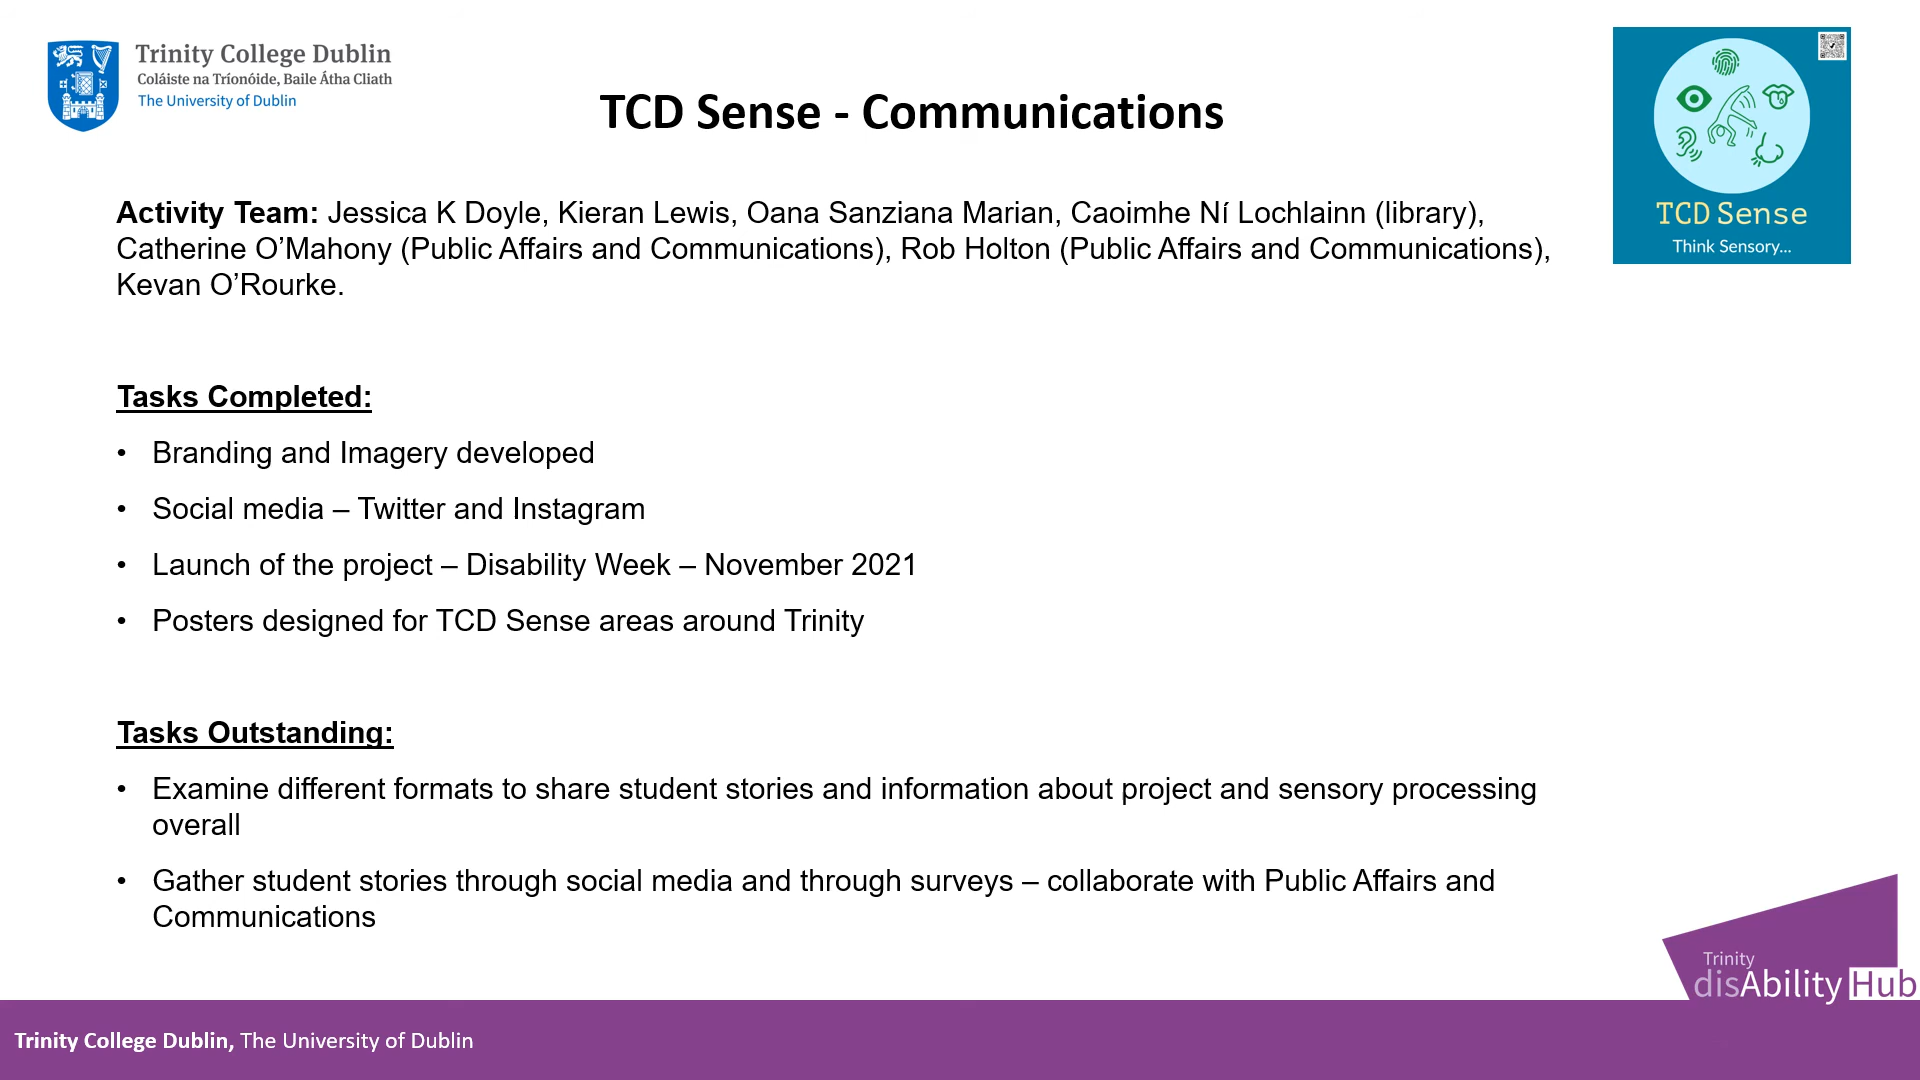 Trinity College Dublin
Coláiste na Tríonóide, Baile Átha Cliath
The University of Dublin
TCD Sense - Communications
TCD Sense
Think Sensory...
Activity Team: Jessica K Doyle, Kieran Lewis, Oana Sanziana Marian, Caoimhe Ní Lochlainn (library),
Catherine O’Mahony (Public Affairs and Communications), Rob Holton (Public Affairs and Communications),
Kevan O’Rourke.
Tasks Completed:
• Branding and Imagery developed
• Social media – Twitter and Instagram
• Launch of the project – Disability Week – November 2021
• Posters designed for TCD Sense areas around Trinity
Tasks Outstanding:
• Examine different formats to share student stories and information about project and sensory processing
overall
• Gather student stories through social media and through surveys – collaborate with Public Affairs and
Communications
Trinity
disAbility Hub
Trinity College Dublin, The University of Dublin